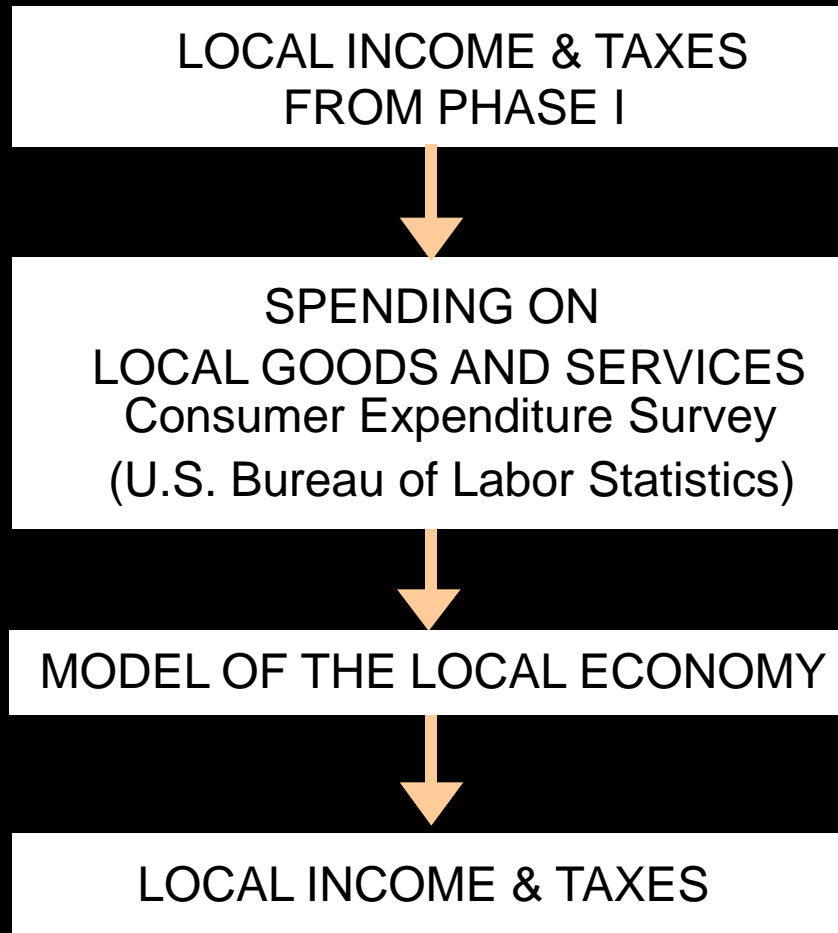 LOCAL INCOME & TAXES
FROM PHASE I
SPENDING ON
LOCAL GOODS AND SERVICES
Consumer Expenditure Survey
(U.S. Bureau of Labor Statistics)
MODEL OF THE LOCAL ECONOMY
LOCAL INCOME & TAXES